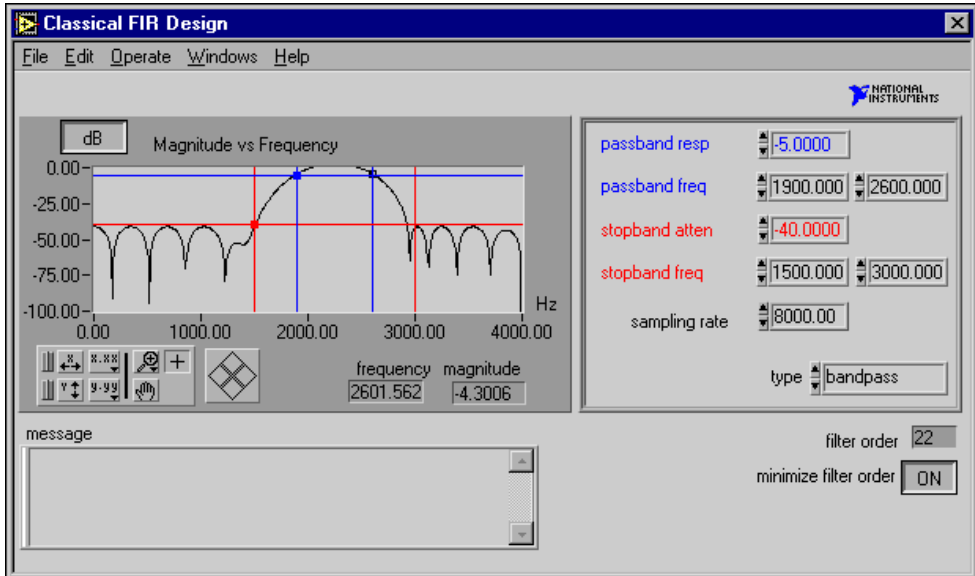 Classical FIR Design
File Edit Operate Windows Help
NATIONAL
INSTRUMENTS
dB
Magnitude vs Frequency
0.00
-25.00
-50.00
-75.00
-100.00
0.00 1000.00 2000.00 3000.00 4000.00
Hz
frequency magnitude
2601.562 -4.3006
X X.XX
Y Y.YY
passband resp -5.0000
passband freq 1900.000 2600.000
stopband atten -40.0000
stopband freq 1500.000 3000.000
sampling rate 8000.00
type bandpass
message
filter order 22
minimize filter order ON